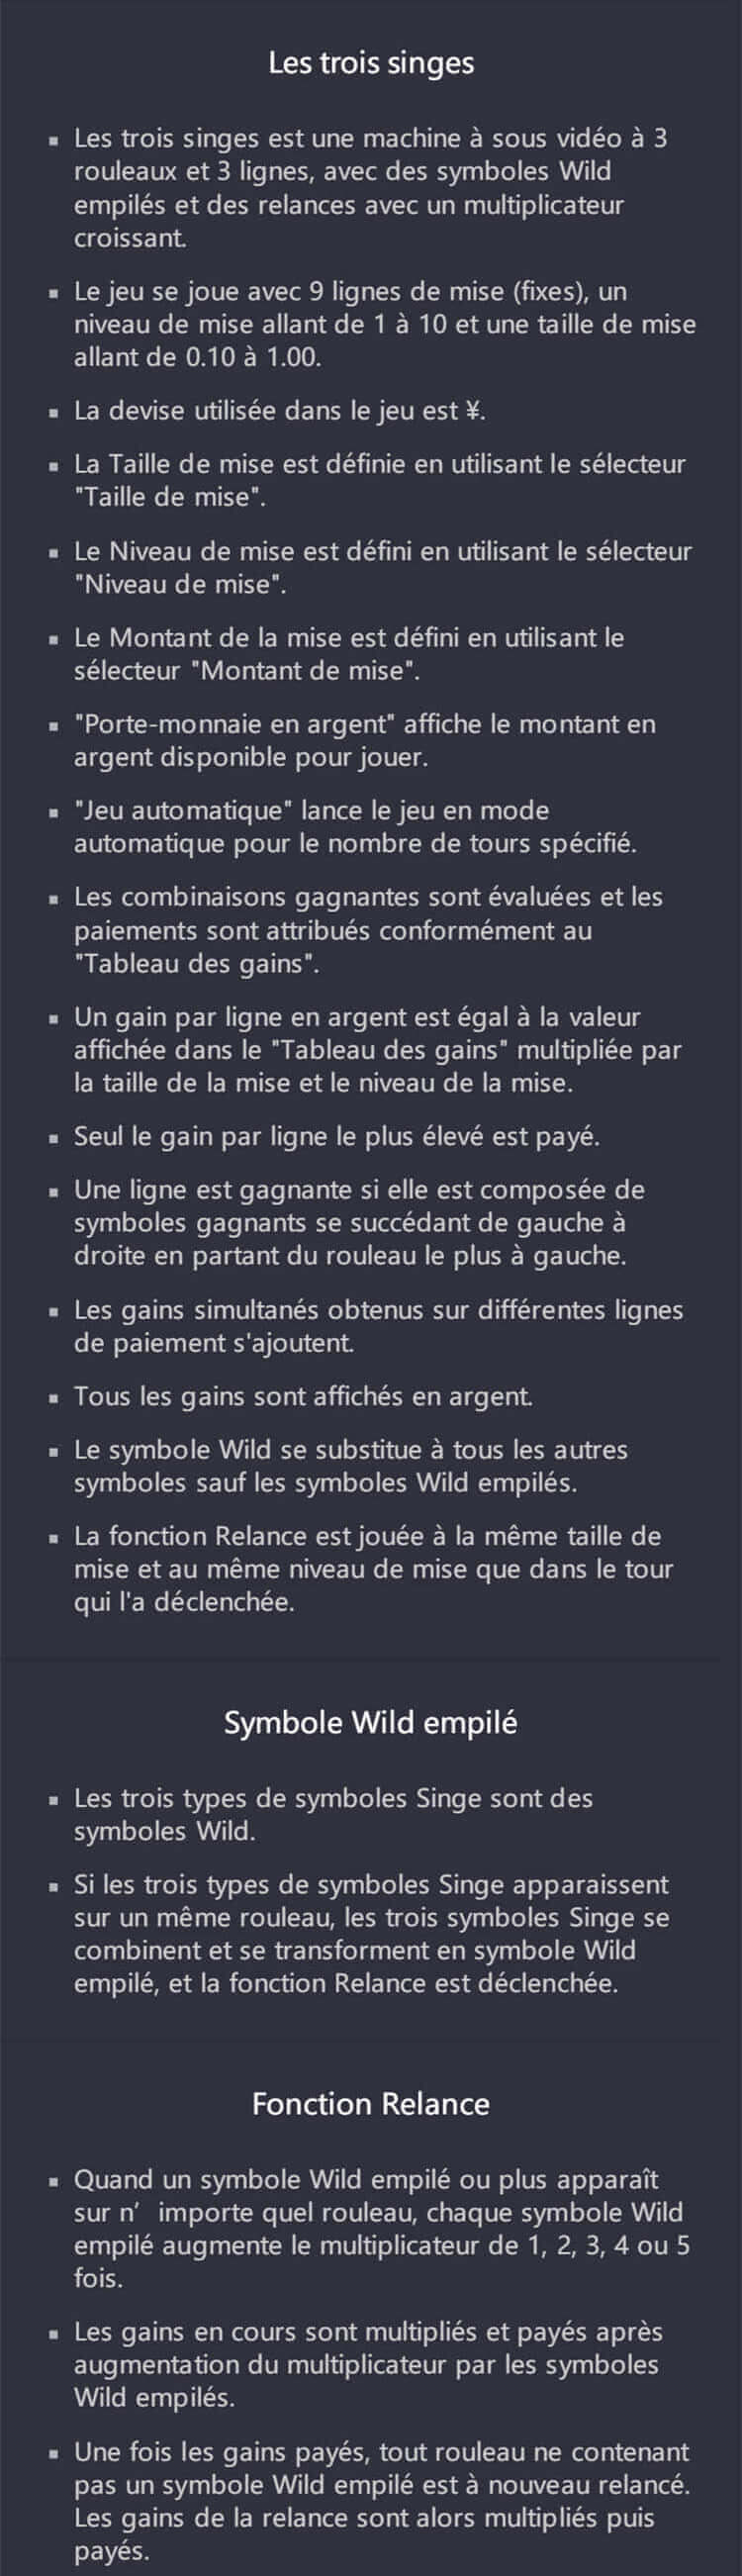 Les trois singes
▪ Les trois singes est une machine à sous vidéo à 3
rouleaux et 3 lignes, avec des symboles Wild
empilés et des relances avec un multiplicateur
croissant.
▪ Le jeu se joue avec 9 lignes de mise (fixes), un
niveau de mise allant de 1 à 10 et une taille de mise
allant de 0.10 à 1.00.
▪ La devise utilisée dans le jeu est ¥.
▪ La Taille de mise est définie en utilisant le sélecteur
"Taille de mise".
▪ Le Niveau de mise est défini en utilisant le sélecteur
"Niveau de mise".
▪ Le Montant de la mise est défini en utilisant le
sélecteur "Montant de mise".
▪ "Porte-monnaie en argent" affiche le montant en
argent disponible pour jouer.
▪ "Jeu automatique" lance le jeu en mode
automatique pour le nombre de tours spécifié.
▪ Les combinaisons gagnantes sont évaluées et les
paiements sont attribués conformément au
"Tableau des gains".
▪ Un gain par ligne en argent est égal à la valeur
affichée dans le "Tableau des gains" multipliée par
la taille de la mise et le niveau de la mise.
▪ Seul le gain par ligne le plus élevé est payé.
▪ Une ligne est gagnante si elle est composée de
symboles gagnants se succédant de gauche à
droite en partant du rouleau le plus à gauche.
▪ Les gains simultanés obtenus sur différentes lignes
de paiement s'ajoutent.
▪ Tous les gains sont affichés en argent.
▪ Le symbole Wild se substitue à tous les autres
symboles sauf les symboles Wild empilés.
▪ La fonction Relance est jouée à la même taille de
mise et au même niveau de mise que dans le tour
qui l'a déclenchée.
Symbole Wild empilé
▪ Les trois types de symboles Singe sont des
symboles Wild.
▪ Si les trois types de symboles Singe apparaissent
sur un même rouleau, les trois symboles Singe se
combinent et se transforment en symbole Wild
empilé, et la fonction Relance est déclenchée.
Fonction Relance
▪ Quand un symbole Wild empilé ou plus apparaît
sur n’ importe quel rouleau, chaque symbole Wild
empilé augmente le multiplicateur de 1, 2, 3, 4 ou 5
fois.
▪ Les gains en cours sont multipliés et payés après
augmentation du multiplicateur par les symboles
Wild empilés.
▪ Une fois les gains payés, tout rouleau ne contenant
pas un symbole Wild empilé est à nouveau relancé.
Les gains de la relance sont alors multipliés puis
payés.